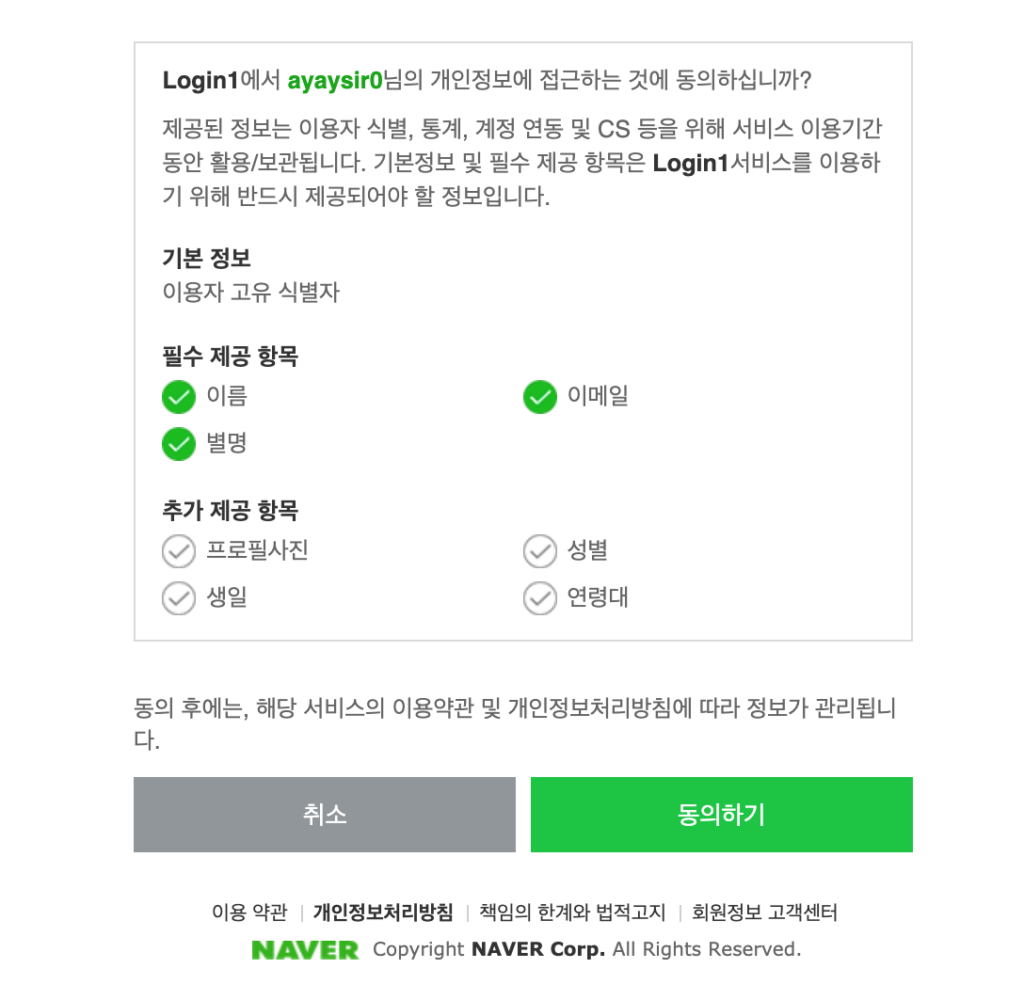 Login1에서 ayaysir0님의 개인정보에 접근하는 것에 동의하십니까?
제공된 정보는 이용자 식별, 통계, 계정 연동 및 CS 등을 위해 서비스 이용기간
동안 활용/보관됩니다. 기본정보 및 필수 제공 항목은 Login1서비스를 이용하
기 위해 반드시 제공되어야 할 정보입니다.
기본 정보
이용자 고유 식별자
필수 제공 항목
이름 이메일
별명
추가 제공 항목
프로필사진 성별
생일 연령대
동의 후에는, 해당 서비스의 이용약관 및 개인정보처리방침에 따라 정보가 관리됩니
다.
취소 동의하기
이용 약관 | 개인정보처리방침 | 책임의 한계와 법적고지 | 회원정보 고객센터
NAVER Copyright NAVER Corp. All Rights Reserved.